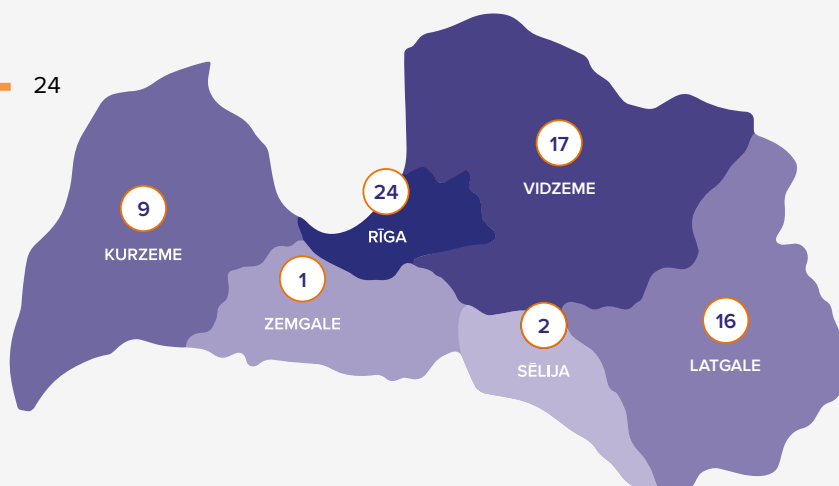 24
17
VIDZEME
24
RĪGA
9
KURZEME
1
ZEMGALE
2
SĒLIJA
16
LATGALE